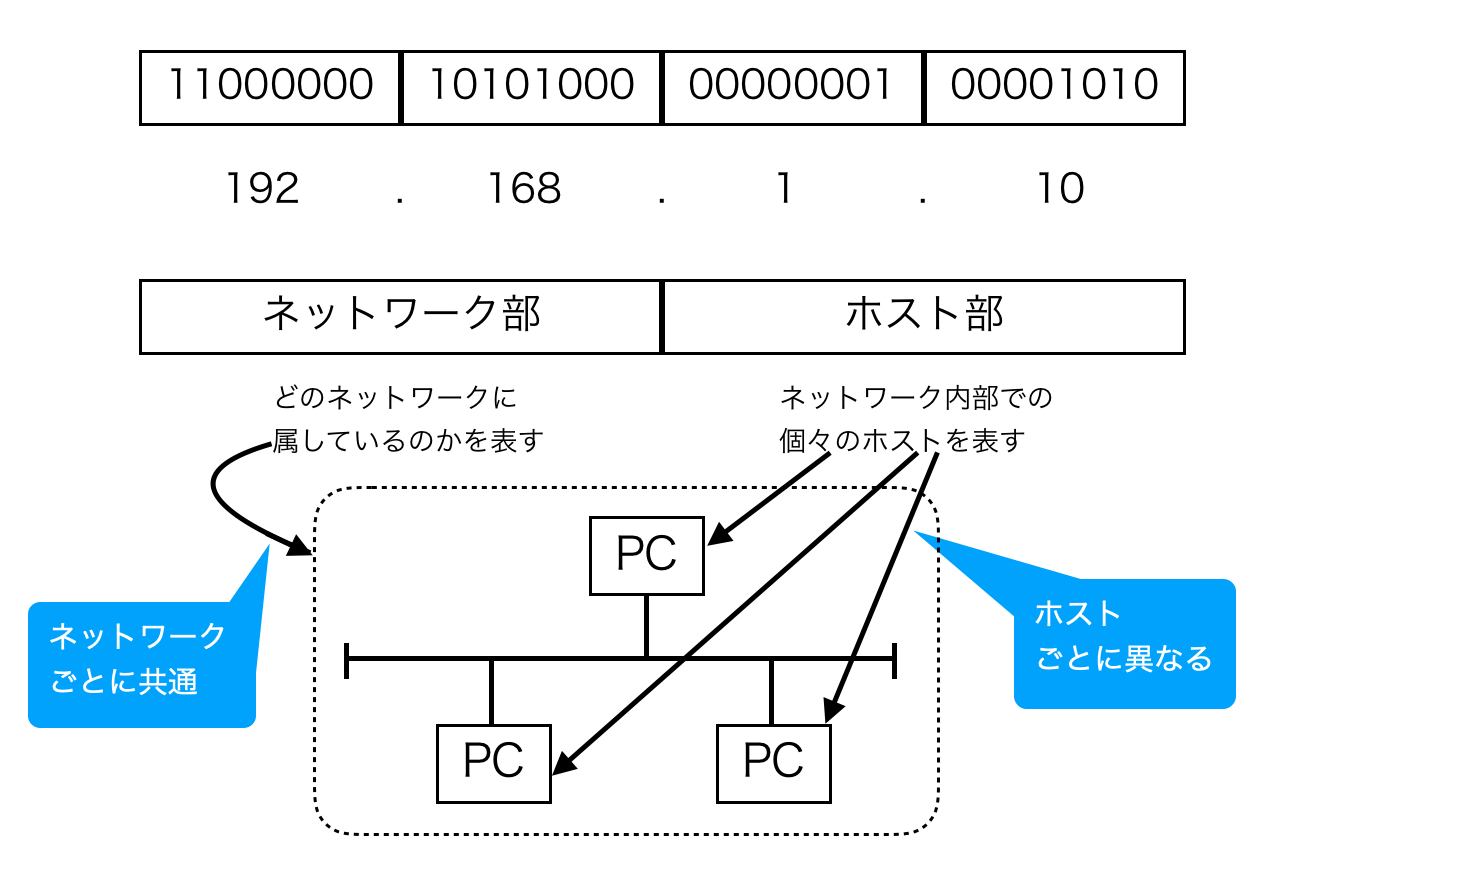 11000000 10101000 00000001 00001010
192 . 168 . 1 . 10
ネットワーク部 ホスト部
どのネットワークに
属しているのかを表す
ネットワーク内部での
個々のホストを表す
PC
ネットワーク
ごとに共通
ホスト
ごとに異なる
PC PC